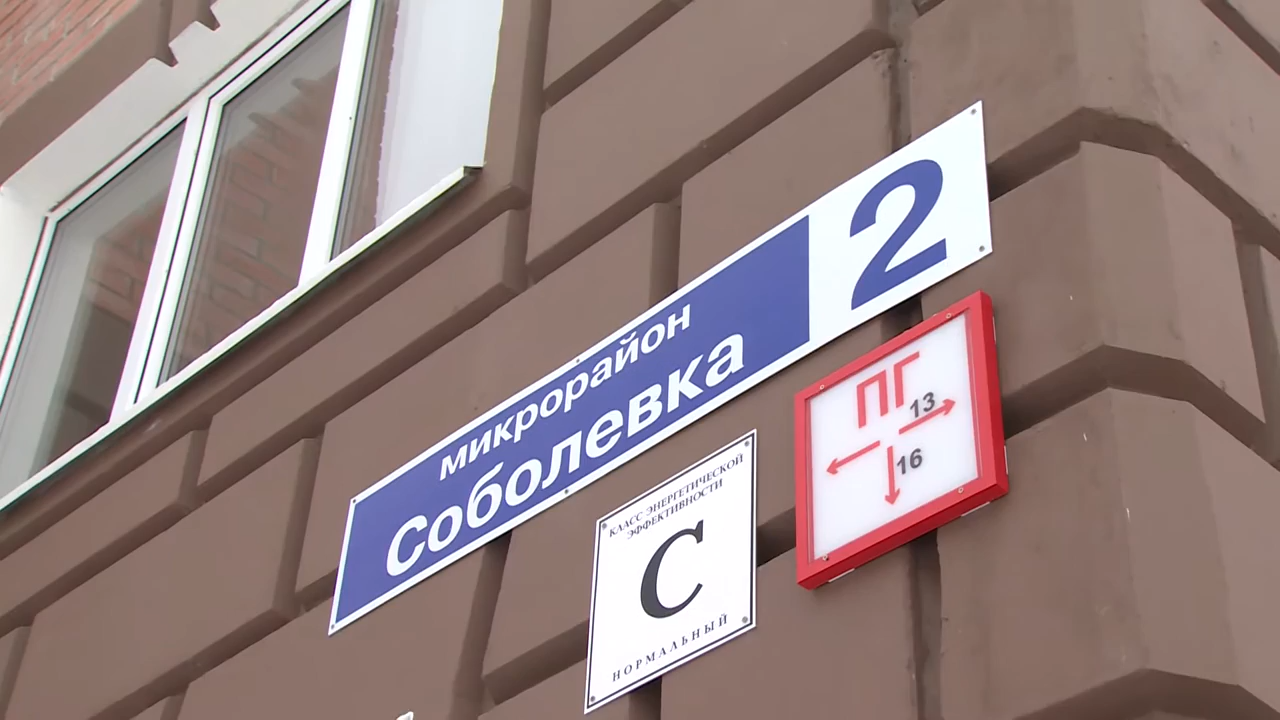 микрорайон
Соболевка
2
КЛАСС ЭНЕРГЕТИЧЕСКОЙ
ЭФФЕКТИВНОСТИ
C
НОРМАЛЬНЫЙ
ПГ
13
16